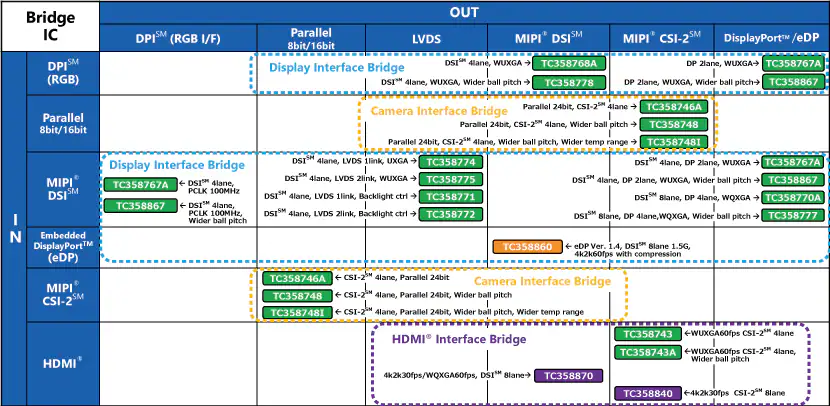 Bridge
IC
OUT
DPI℠ (RGB I/F)
Parallel
8bit/16bit
LVDS
MIPI® DSI℠
MIPI® CSI-2℠
DisplayPort™/eDP
IN
DPI℠
(RGB)
Display Interface Bridge
DSI℠ 4lane, WUXGA→ TC358768A
DP 2lane, WUXGA→ TC358767A
DSI℠ 4lane, WUXGA, Wider ball pitch→ TC358778
DP 2lane, WUXGA, Wider ball pitch→ TC358867
Parallel
8bit/16bit
Camera Interface Bridge
Parallel 24bit, CSI-2℠ 4lane→ TC358746A
Parallel 24bit, CSI-2℠ 4lane, Wider ball pitch→ TC358748
Parallel 24bit, CSI-2℠ 4lane, Wider ball pitch, Wider temp range→ TC358748I
MIPI®
DSI℠
Display Interface Bridge
TC358767A ←DSI℠ 4lane,
PCLK 100MHz
TC358867 ←DSI℠ 4lane,
PCLK 100MHz,
Wider ball pitch
DSI℠ 4lane, LVDS 1link, UXGA→ TC358774
DSI℠ 4lane, LVDS 2link, WUXGA→ TC358775
DSI℠ 4lane, LVDS 1link, Backlight ctrl→ TC358771
DSI℠ 4lane, LVDS 2link, Backlight ctrl→ TC358772
DSI℠ 4lane, DP 2lane, WUXGA→ TC358767A
DSI℠ 4lane, DP 2lane, WUXGA, Wider ball pitch→ TC358867
DSI℠ 8lane, DP 4lane, WQXGA→ TC358770A
DSI℠ 8lane, DP 4lane,WQXGA, Wider ball pitch→ TC358777
Embedded
DisplayPort™
(eDP)
TC358860 ←eDP Ver. 1.4, DSI℠ 8lane 1.5G,
4k2k60fps with compression
MIPI®
CSI-2℠
Camera Interface Bridge
TC358746A ←CSI-2℠ 4lane, Parallel 24bit
TC358748 ←CSI-2℠ 4lane, Parallel 24bit, Wider ball pitch
TC358748I ←CSI-2℠ 4lane, Parallel 24bit, Wider ball pitch, Wider temp range
HDMI®
HDMI® Interface Bridge
TC358743 ←WUXGA60fps CSI-2℠ 4lane
TC358743A ←WUXGA60fps CSI-2℠ 4lane,
Wider ball pitch
4k2k30fps/WQXGA60fps, DSI℠ 8lane→ TC358870
TC358840 ←4k2k30fps CSI-2℠ 8lane